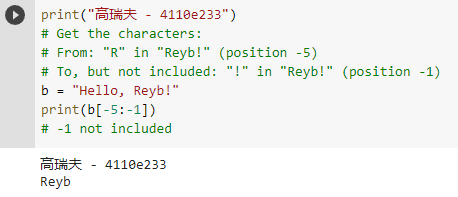 print("高瑞夫 - 4110e233")
# Get the characters:
# From: "R" in "Reyb!" (position -5)
# To, but not included: "!" in "Reyb!" (position -1)
b = "Hello, Reyb!"
print(b[-5:-1])
# -1 not included
高瑞夫 - 4110e233
Reyb